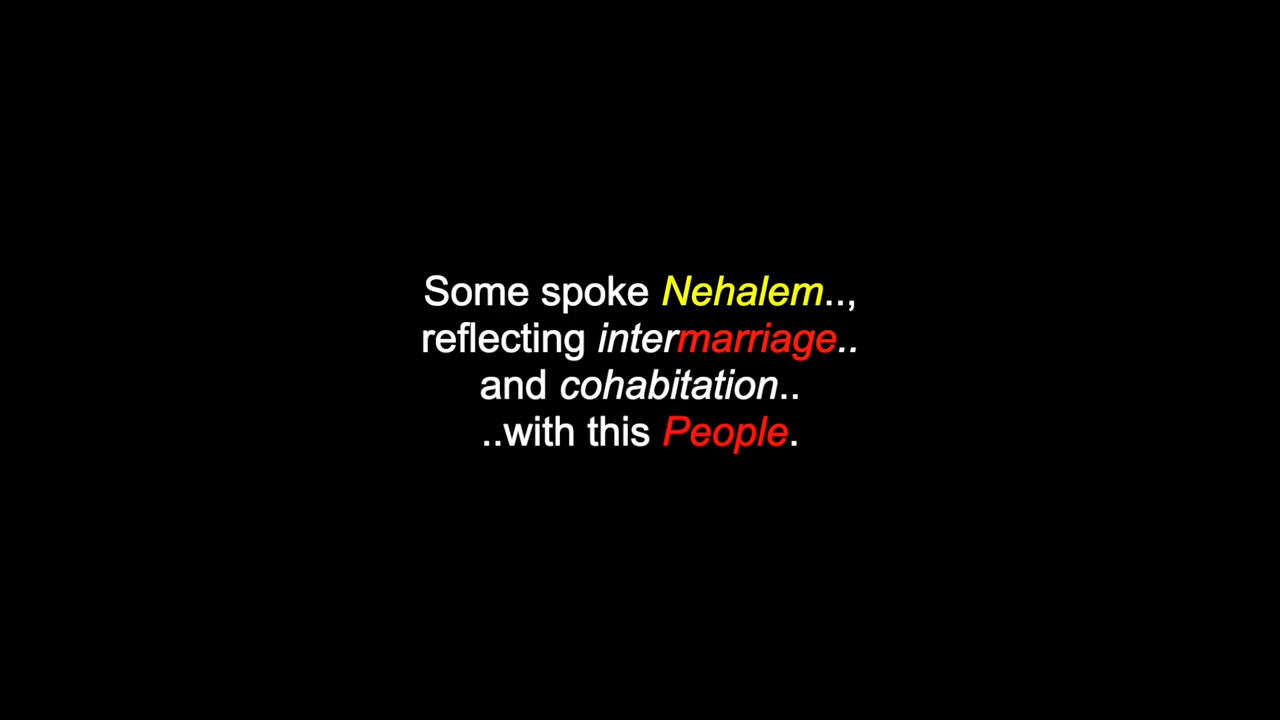 Some spoke Nehalem..,
reflecting intermarriage..
and cohabitation..
..with this People.